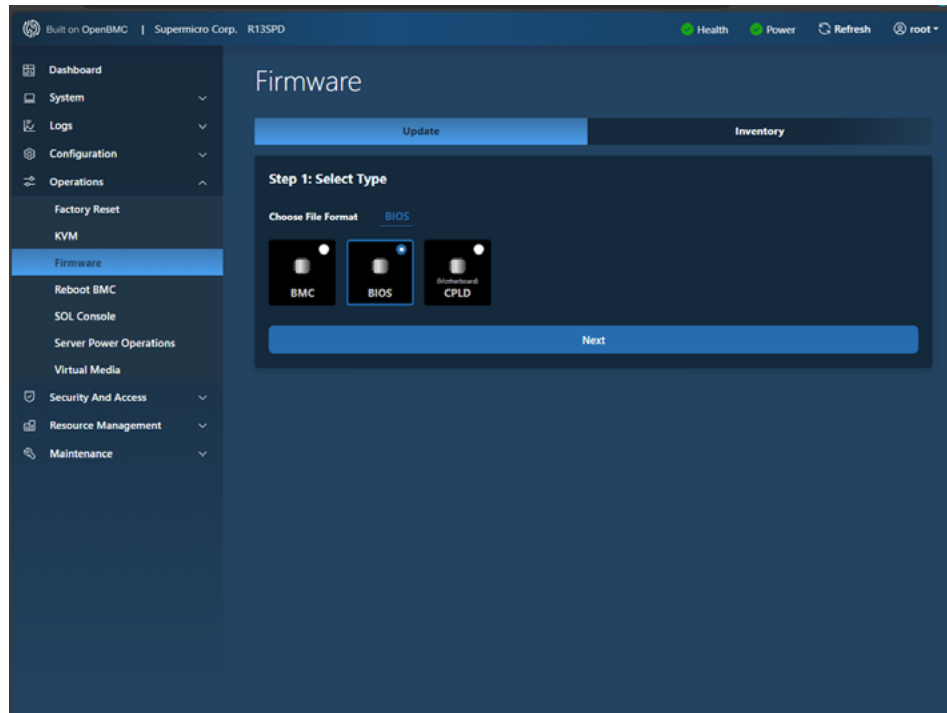 Built on OpenBMC | Supermicro Corp. R13SPD
Health Power Refresh root
Dashboard
System
Logs
Configuration
Operations
Factory Reset
KVM
Firmware
Reboot BMC
SOL Console
Server Power Operations
Virtual Media
Security And Access
Resource Management
Maintenance
Firmware
Update Inventory
Step 1: Select Type
Choose File Format BIOS
BMC
BIOS
(Motherboard)
CPLD
Next